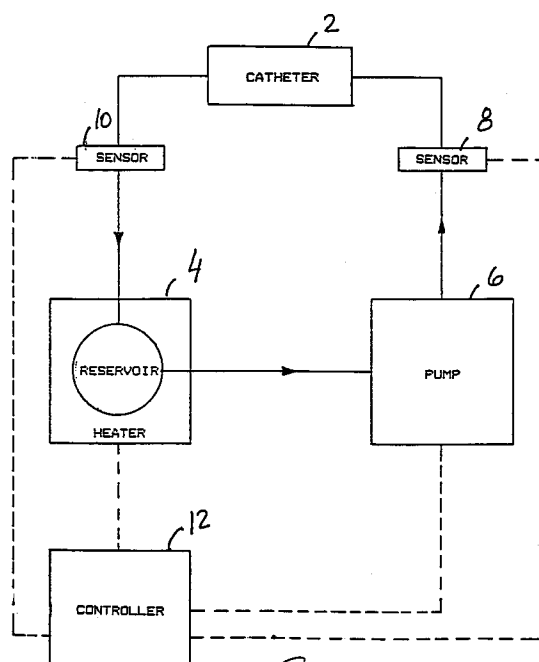 2
CATHETER
10
8
SENSOR
SENSOR
4
6
RESERVOIR
PUMP
HEATER
12
CONTROLLER